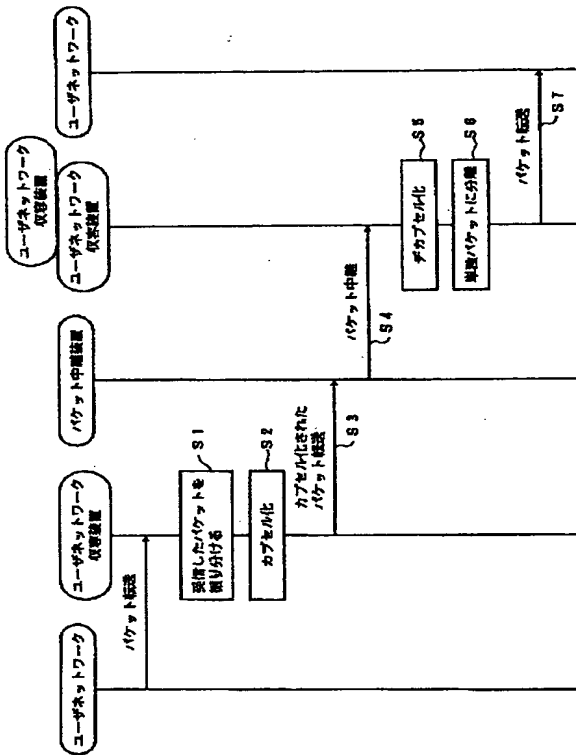 ユーザネットワーク
ユーザネットワーク
収容装置
パケット中継装置
ユーザネットワーク
収容装置
ユーザネットワーク
収容装置
ユーザネットワーク
パケット転送
受信したパケットを
振り分ける
S1
カプセル化
S2
カプセル化された
パケット転送
S3
パケット中継
S4
デカプセル化
S5
単独パケットに分離
S6
パケット転送
S7